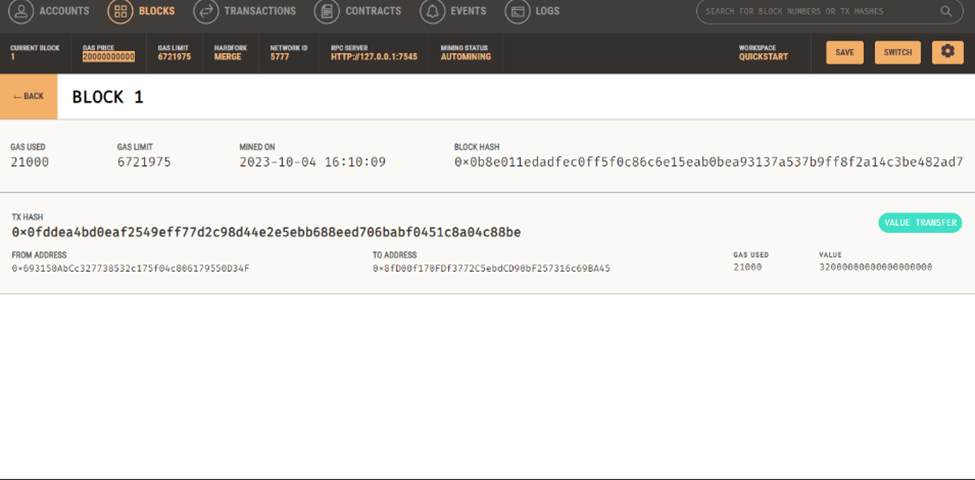 ACCOUNTS BLOCKS TRANSACTIONS CONTRACTS EVENTS LOGS SEARCH FOR BLOCK NUMBERS OR TX HASHES
CURRENT BLOCK GAS PRICE GAS LIMIT HARDFORK NETWORK ID RPC SERVER MINING STATUS WORKSPACE
1 20000000000 6721975 MERGE 5777 HTTP://127.0.0.1:7545 AUTOMINING QUICKSTART SAVE SWITCH
← BACK BLOCK 1
GAS USED GAS LIMIT MINED ON BLOCK HASH
21000 6721975 2023-10-04 16:10:09 0×0b8e011edadfec0ff5f0c86c6e15eab0bea93137a537b9ff8f2a14c3be482ad7
TX HASH
0×0fddea4bd0eaf2549eff77d2c98d44e2e5ebb688eed706babf0451c8a04c88be VALUE TRANSFER
FROM ADDRESS TO ADDRESS GAS USED VALUE
0×693150AbCc327738532c175f04c806179550D34F 0×8fD00f170FDf3772C5ebdCD90bF257316c69BA45 21000 32000000000000000000